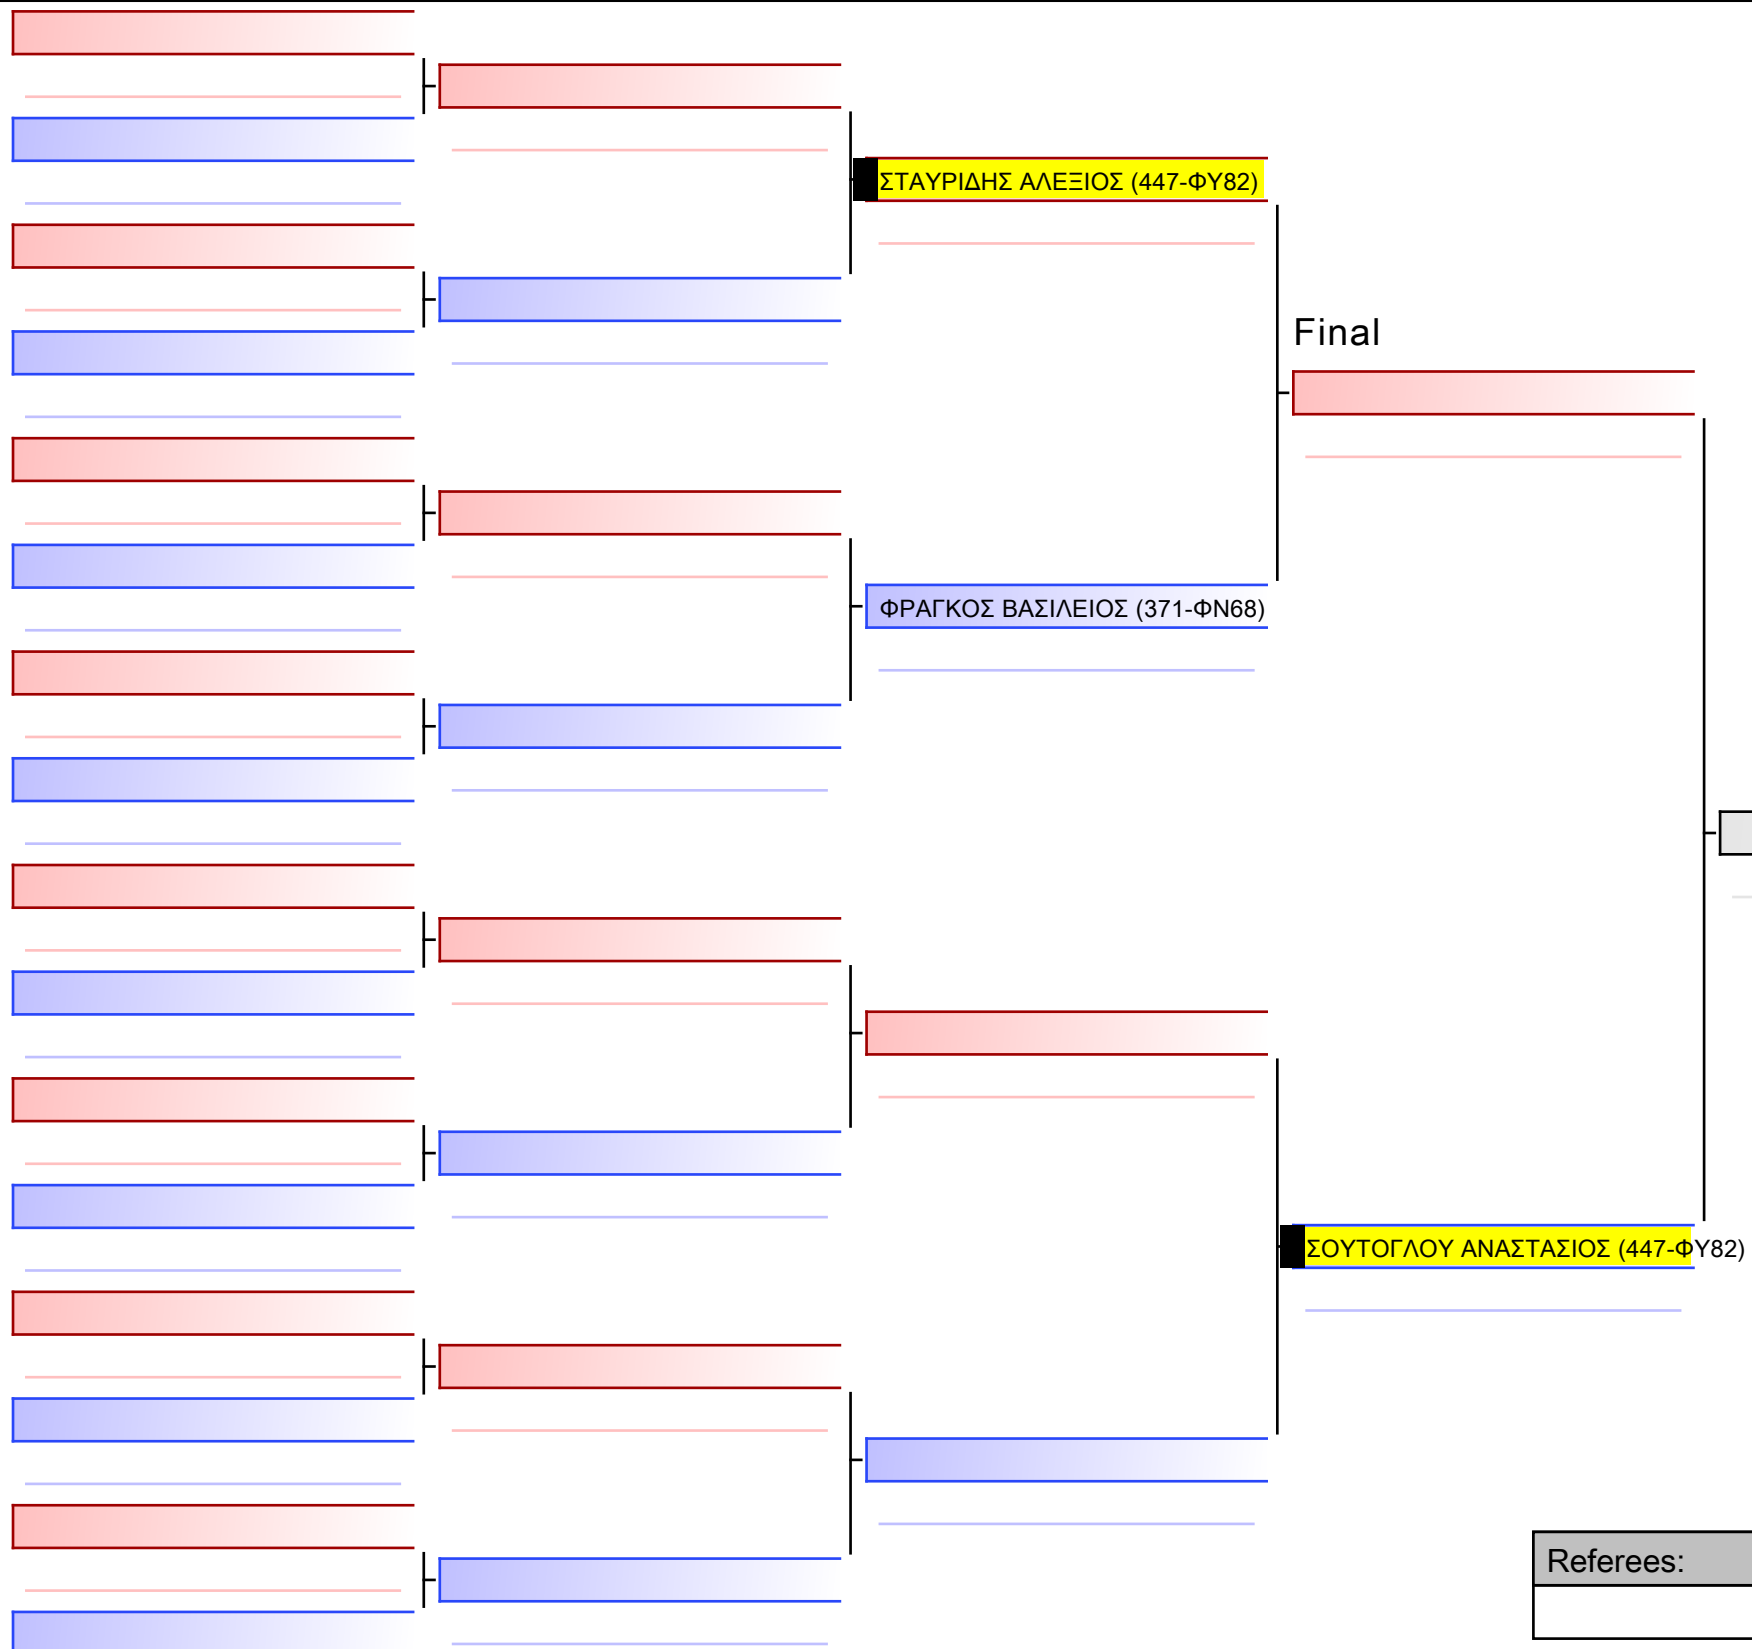 ΣΤΑΥΡΙΔΗΣ ΑΛΕΞΙΟΣ (447-ΦΥ82)
Final
ΦΡΑΓΚΟΣ ΒΑΣΙΛΕΙΟΣ (371-ΦΝ68)
ΣΟΥΤΟΓΛΟΥ ΑΝΑΣΤΑΣΙΟΣ (447-ΦΥ82)
Referees: